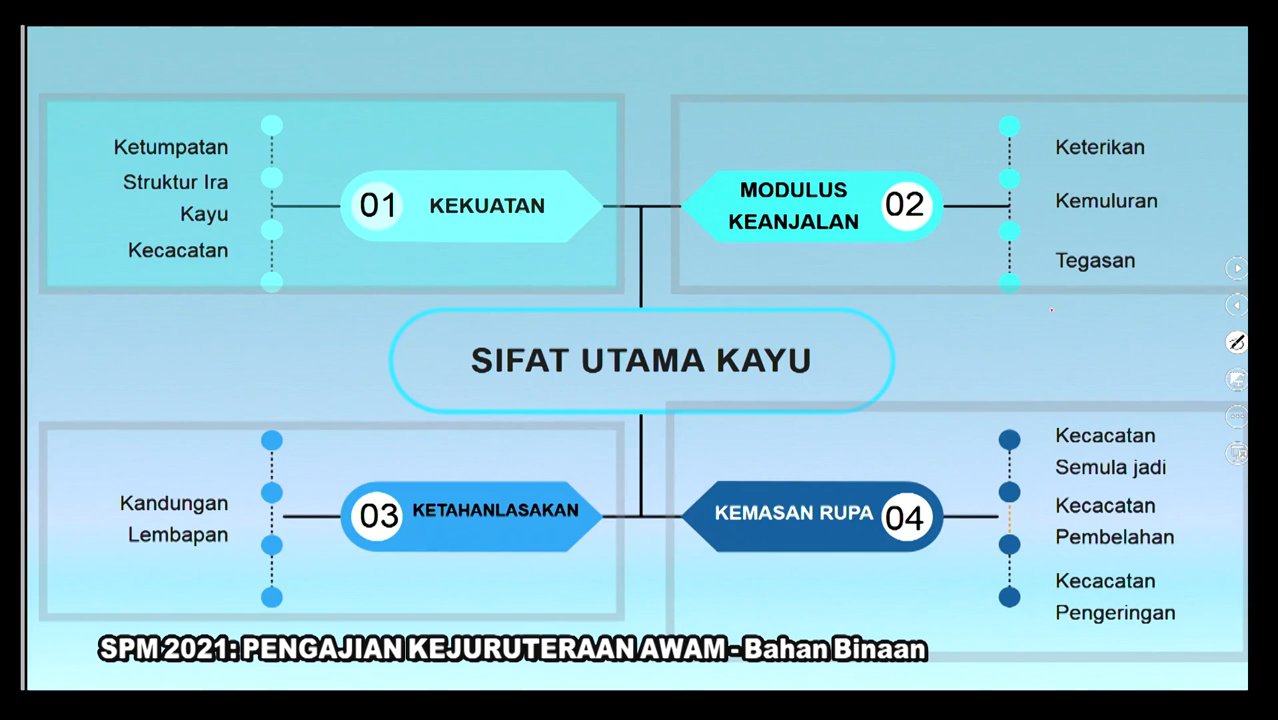 Ketumpatan
Struktur Ira
Kayu
Kecacatan
01
KEKUATAN
MODULUS
KEANJALAN
02
Keterikan
Kemuluran
Tegasan
SIFAT UTAMA KAYU
Kandungan
Lembapan
03
KETAHANLASAKAN
KEMASAN RUPA
04
Kecacatan
Semula jadi
Kecacatan
Pembelahan
Kecacatan
Pengeringan
SPM 2021: PENGAJIAN KEJURUTERAAN AWAM - Bahan Binaan